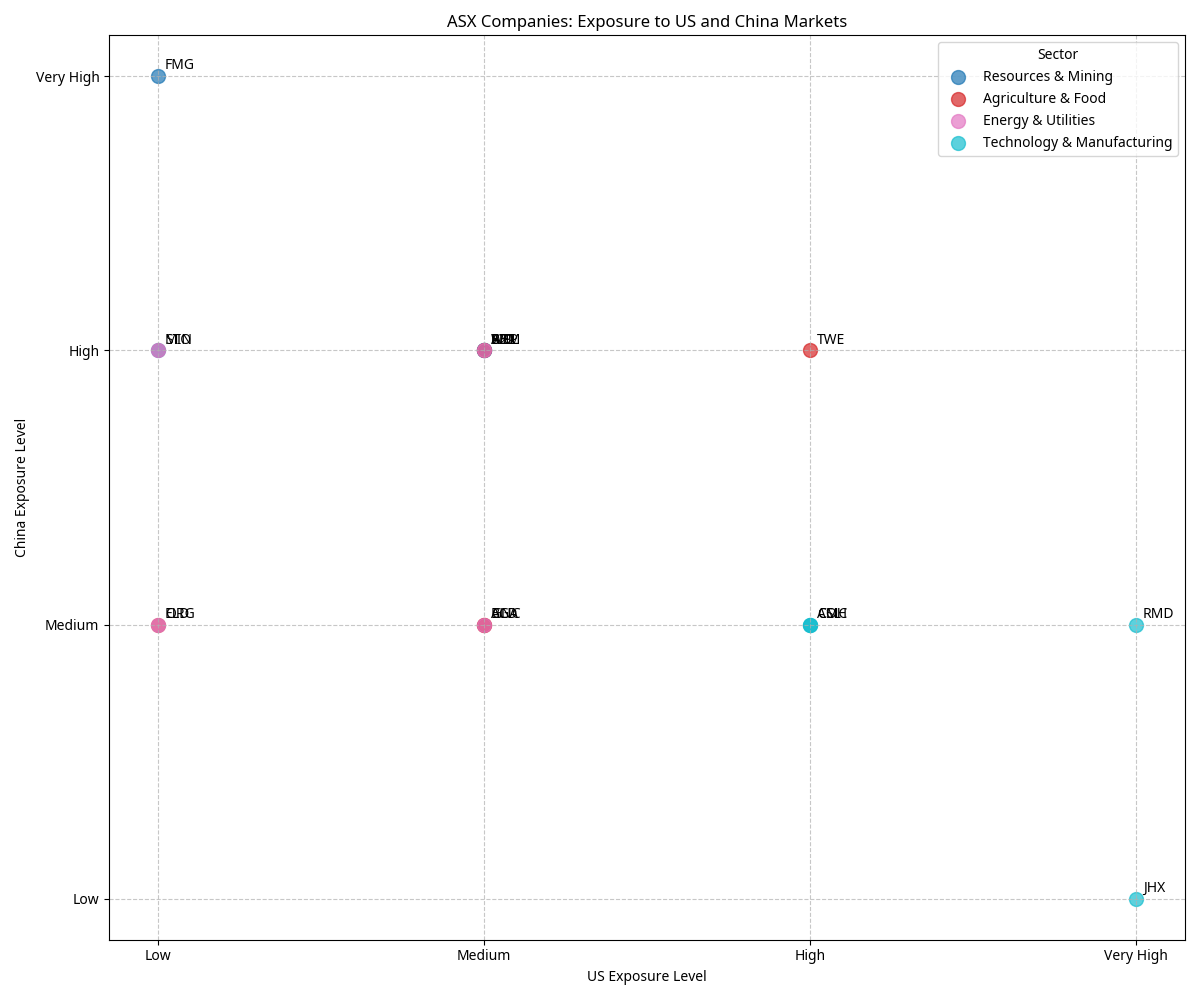 ASX Companies: Exposure to US and China Markets
Sector
Resources & Mining
Agriculture & Food
Energy & Utilities
Technology & Manufacturing
China Exposure Level
Very High
High
Medium
Low
FMG
TWE
RMD
JHX
Low
Medium
High
Very High
US Exposure Level